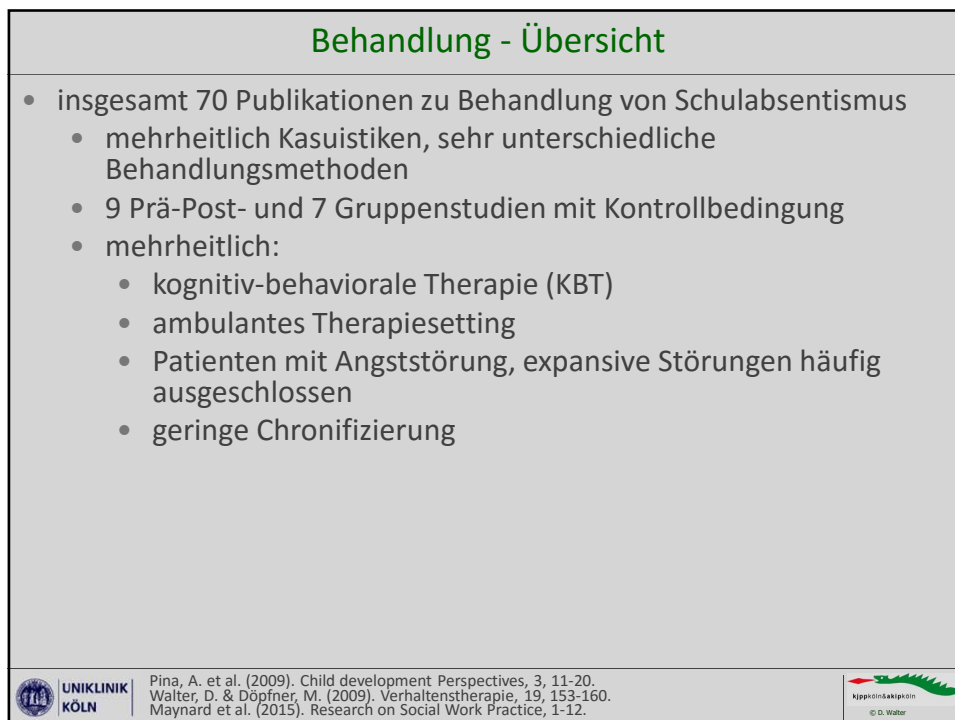 Behandlung - Übersicht
• insgesamt 70 Publikationen zu Behandlung von Schulabsentismus
• mehrheitlich Kasuistiken, sehr unterschiedliche
Behandlungsmethoden
• 9 Prä-Post- und 7 Gruppenstudien mit Kontrollbedingung
• mehrheitlich:
• kognitiv-behaviorale Therapie (KBT)
• ambulantes Therapiesetting
• Patienten mit Angststörung, expansive Störungen häufig
ausgeschlossen
• geringe Chronifizierung
UNIKLINIK
KÖLN
Pina, A. et al. (2009). Child development Perspectives, 3, 11-20.
Walter, D. & Döpfner, M. (2009). Verhaltenstherapie, 19, 153-160.
Maynard et al. (2015). Research on Social Work Practice, 1-12.
kjppköln&akipköln
© D. Walter